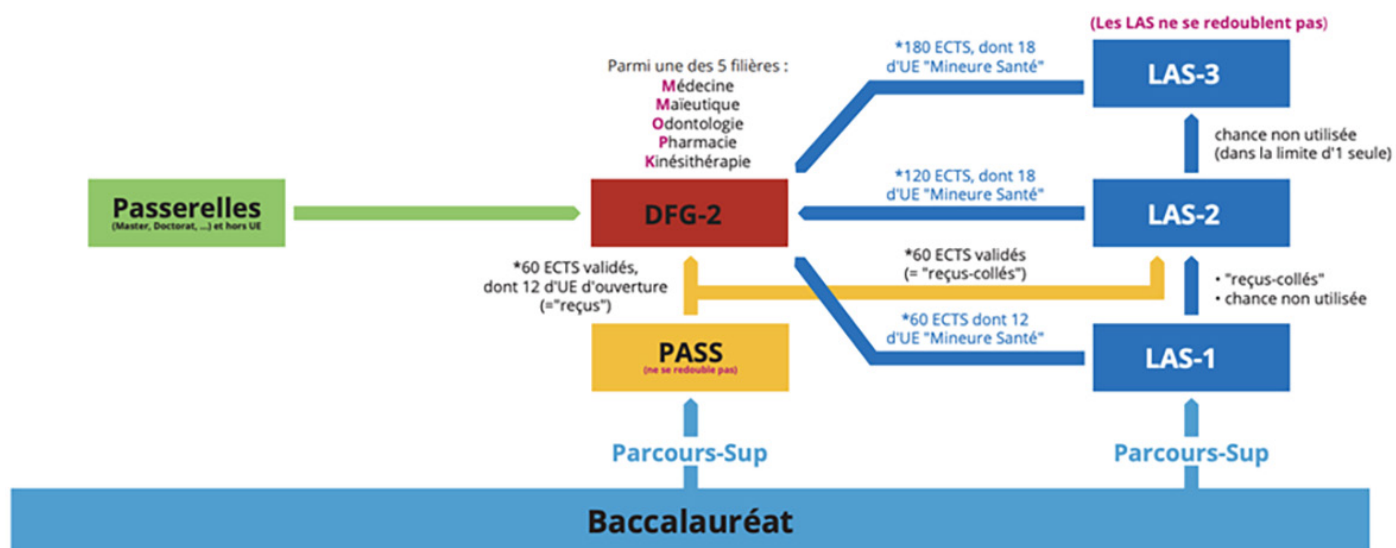 (Les LAS ne se redoublent pas)
Parmi une des 5 filières :
Médecine
Maïeutique
Odontologie
Pharmacie
Kinésithérapie
*180 ECTS, dont 18
d'UE "Mineure Santé"
LAS-3
chance non utilisée
(dans la limite d'1 seule)
Passerelles
(Master, Doctorat, ...) et hors UE
DFG-2
*120 ECTS, dont 18
d'UE "Mineure Santé"
LAS-2
*60 ECTS validés,
dont 12 d'UE d'ouverture
(="reçus")
*60 ECTS validés
(= "reçus-collés")
• "reçus-collés"
• chance non utilisée
*60 ECTS dont 12
d'UE "Mineure Santé"
PASS
(ne se redouble pas)
LAS-1
Parcours-Sup
Parcours-Sup
Baccalauréat